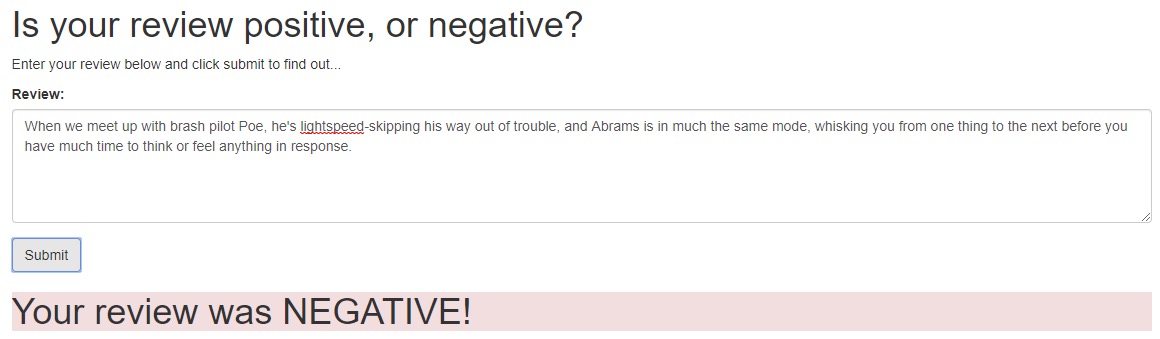 Is your review positive, or negative?
Enter your review below and click submit to find out...
Review:
When we meet up with brash pilot Poe, he's lightspeed-skipping his way out of trouble, and Abrams is in much the same mode, whisking you from one thing to the next before you
have much time to think or feel anything in response.
Submit
Your review was NEGATIVE!